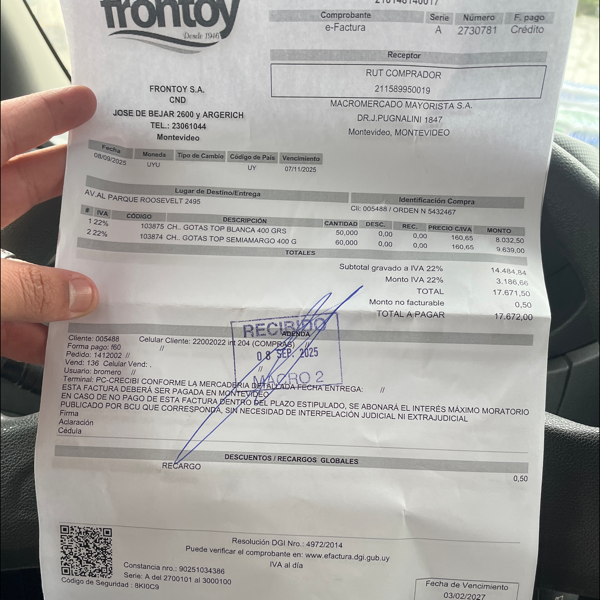 frontoy
Desde 1946
Comprobante Serie Número F. pago
e-Factura A 2730781 Crédito
Receptor
RUT COMPRADOR
211589950019
MACROMERCADO MAYORISTA S.A.
DR.J.PUGNALINI 1847
Montevideo, MONTEVIDEO
FRONTOY S.A.
CND
JOSE DE BEJAR 2600 y ARGERICH
TEL.: 23061044
Montevideo
Fecha Moneda Tipo de Cambio Código de País Vencimiento
08/09/2025 UYU UY 07/11/2025
Lugar de Destino/Entrega Identificación Compra
AV.AL PARQUE ROOSEVELT 2495 Cli: 005488 / ORDEN N 5432467
# IVA CÓDIGO DESCRIPCIÓN CANTIDAD DESC. REC. PRECIO C/IVA MONTO
1 22% 103875 CH.. GOTAS TOP BLANCA 400 GRS 50,000 0,00 0,00 160,65 8.032,50
2 22% 103874 CH.. GOTAS TOP SEMIAMARGO 400 G 60,000 0,00 0,00 160,65 9.639,00
TOTALES
Subtotal gravado a IVA 22% 14.484,84
Monto IVA 22% 3.186,66
TOTAL 17.671,50
Monto no facturable 0,50
TOTAL A PAGAR 17.672,00
RECIBIDO
08 SEP. 2025
MACRO 2
ADENDA
Cliente: 005488 Celular Cliente: 22002022 int 204 (COMPRAS) //
Forma pago: f60 //
Pedido: 1412002 //
Vend: 136 Celular Vend: . //
Usuario: bromero //
Terminal: PC-CRECIBI CONFORME LA MERCADERIA DETALLADA FECHA ENTREGA: //
ESTA FACTURA DEBERÁ SER PAGADA EN MONTEVIDEO
EN CASO DE NO PAGO DE ESTA FACTURA DENTRO DEL PLAZO ESTIPULADO, SE ABONARÁ EL INTERÉS MÁXIMO MORATORIO
PUBLICADO POR BCU QUE CORRESPONDA, SIN NECESIDAD DE INTERPELACIÓN JUDICIAL NI EXTRAJUDICIAL
Firma
Aclaración
Cédula
DESCUENTOS / RECARGOS GLOBALES
RECARGO 0,50
Resolución DGI Nro.: 4972/2014
Puede verificar el comprobante en: www.efactura.dgi.gub.uy
IVA al día
Constancia nro.: 90251034386
Serie: A del 2700101 al 3000100
Código de Seguridad : 8KI0C9
Fecha de Vencimiento
03/02/2027